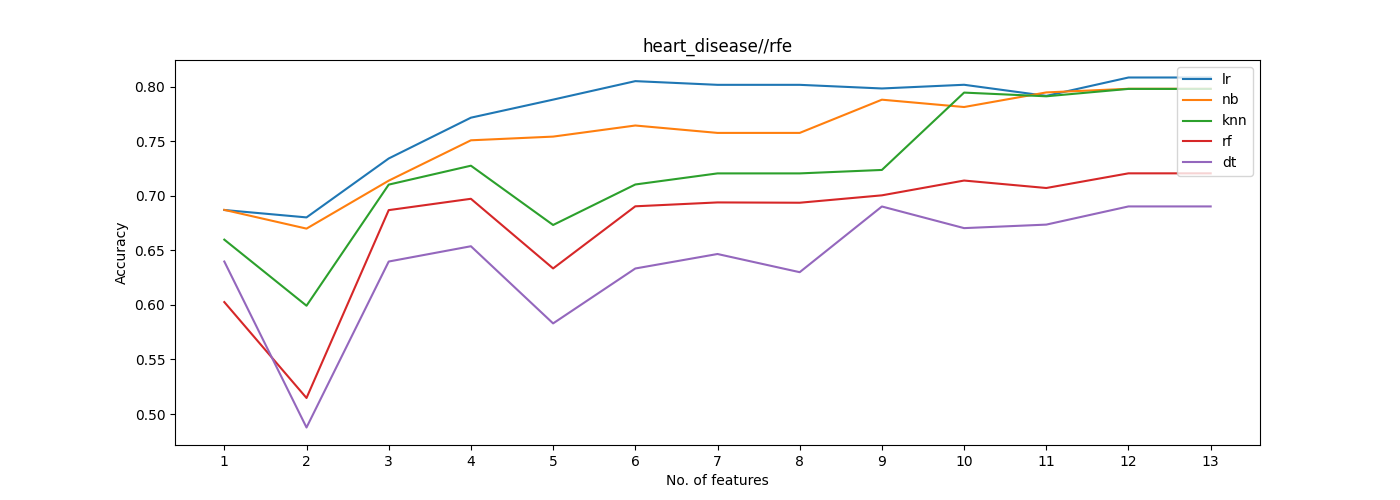 heart_disease//rfe
Accuracy
0.80
0.75
0.70
0.65
0.60
0.55
0.50
lr
nb
knn
rf
dt
1 2 3 4 5 6 7 8 9 10 11 12 13
No. of features